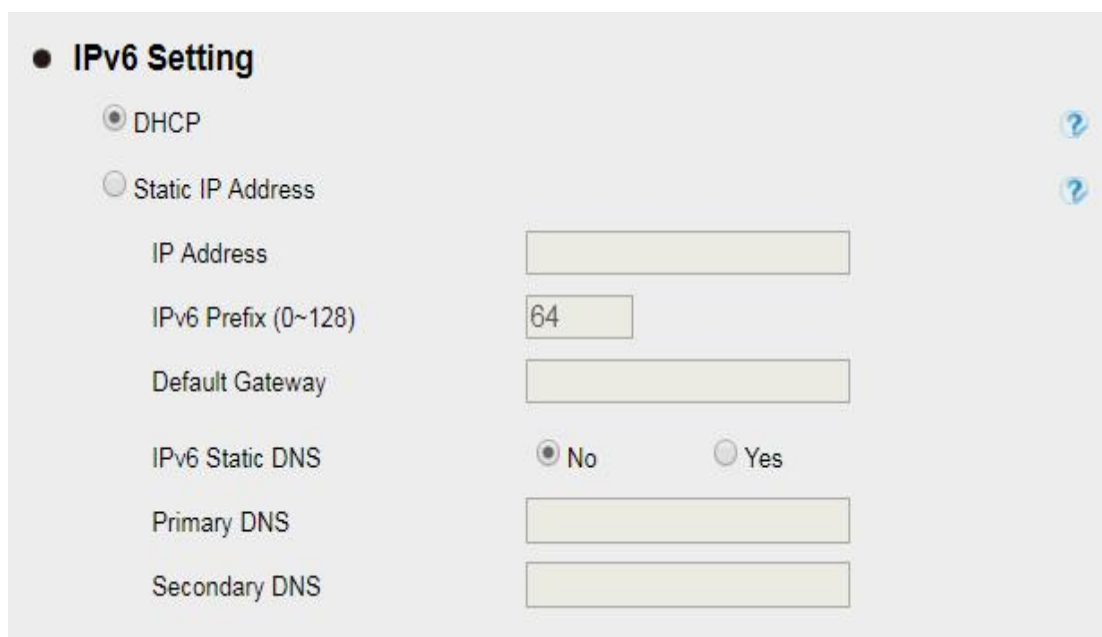 IPv6 Setting
DHCP
Static IP Address
IP Address
IPv6 Prefix (0~128) 64
Default Gateway
IPv6 Static DNS No Yes
Primary DNS
Secondary DNS